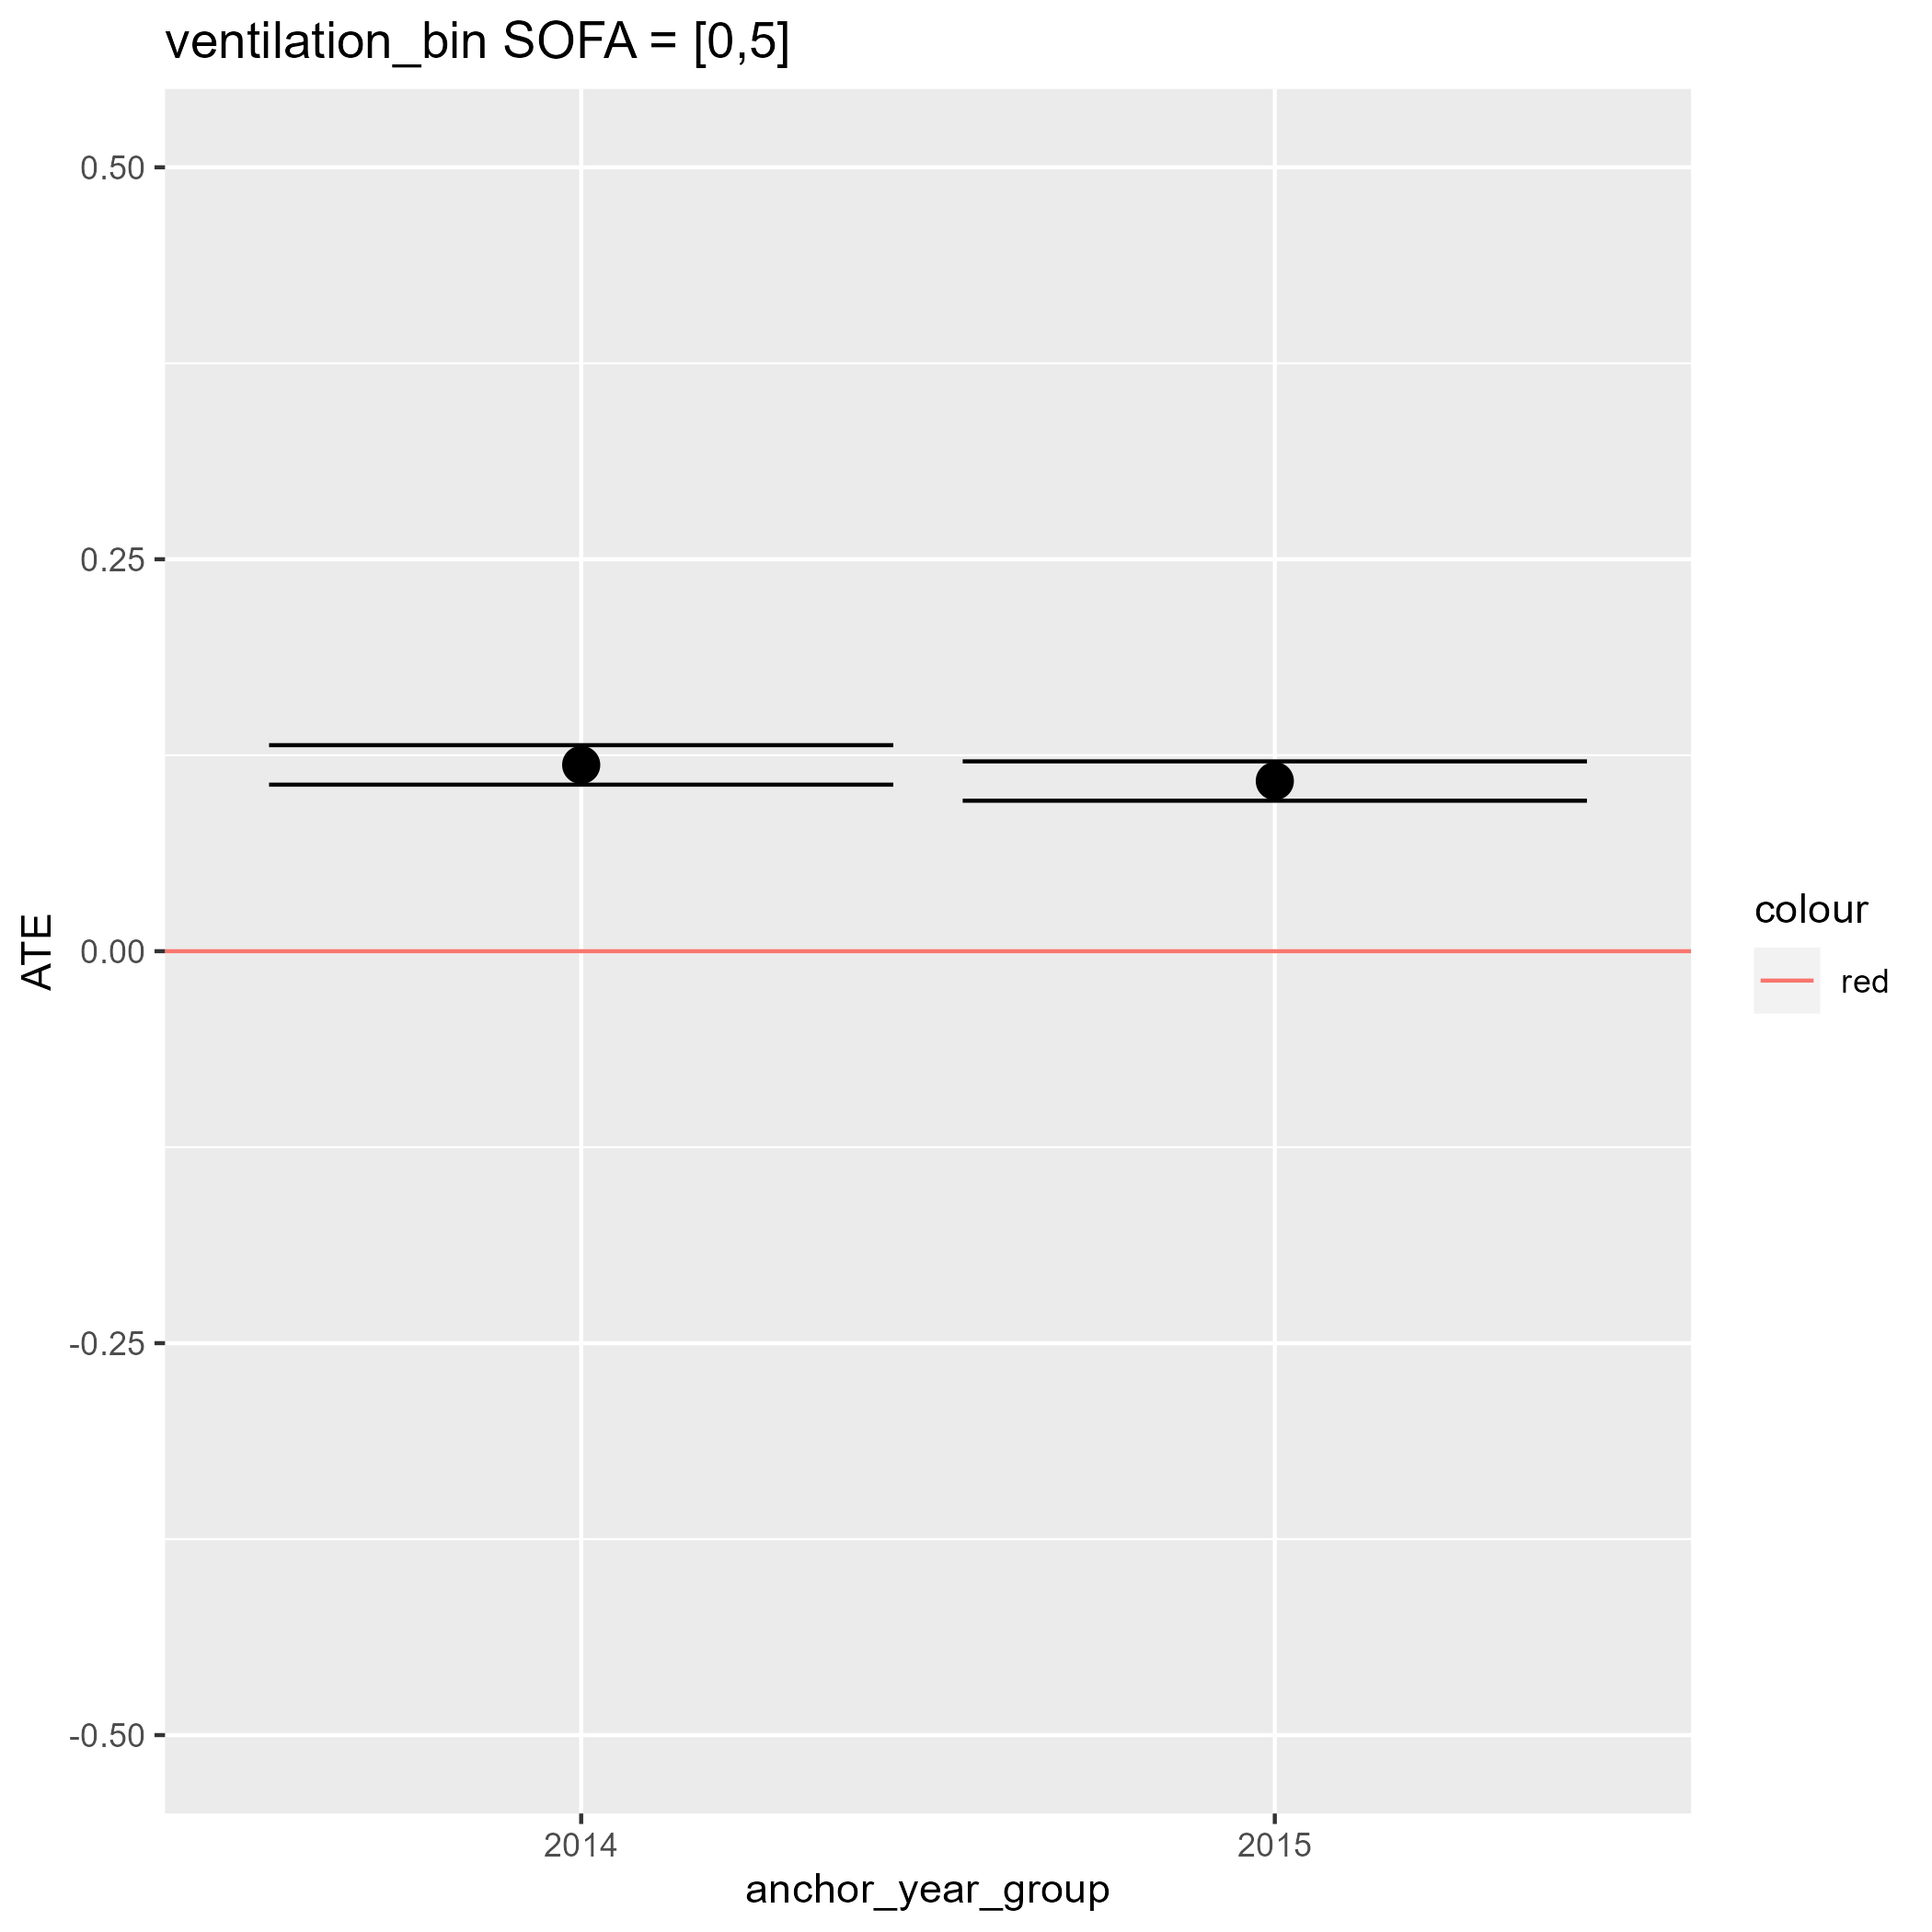 ventilation_bin SOFA = [0,5]
0.50
0.25
0.00
-0.25
-0.50
ATE
2014
2015
anchor_year_group
colour
red